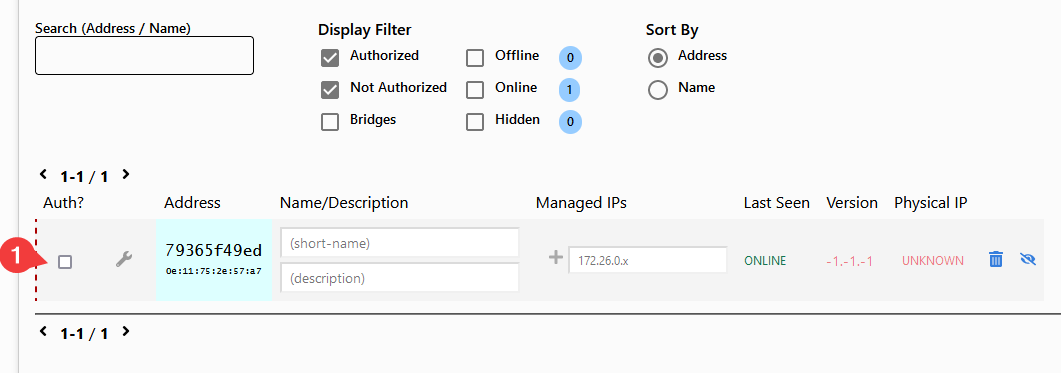 Search (Address / Name)
Display Filter
Sort By
Authorized
Offline
0
Address
Not Authorized
Online
1
Name
Bridges
Hidden
0
1-1 / 1
Auth?
Address
Name/Description
Managed IPs
Last Seen
Version
Physical IP
1
79365f49ed
0e:11:75:2e:57:a7
(short-name)
(description)
172.26.0.x
ONLINE
-1.-1.-1
UNKNOWN
1-1 / 1